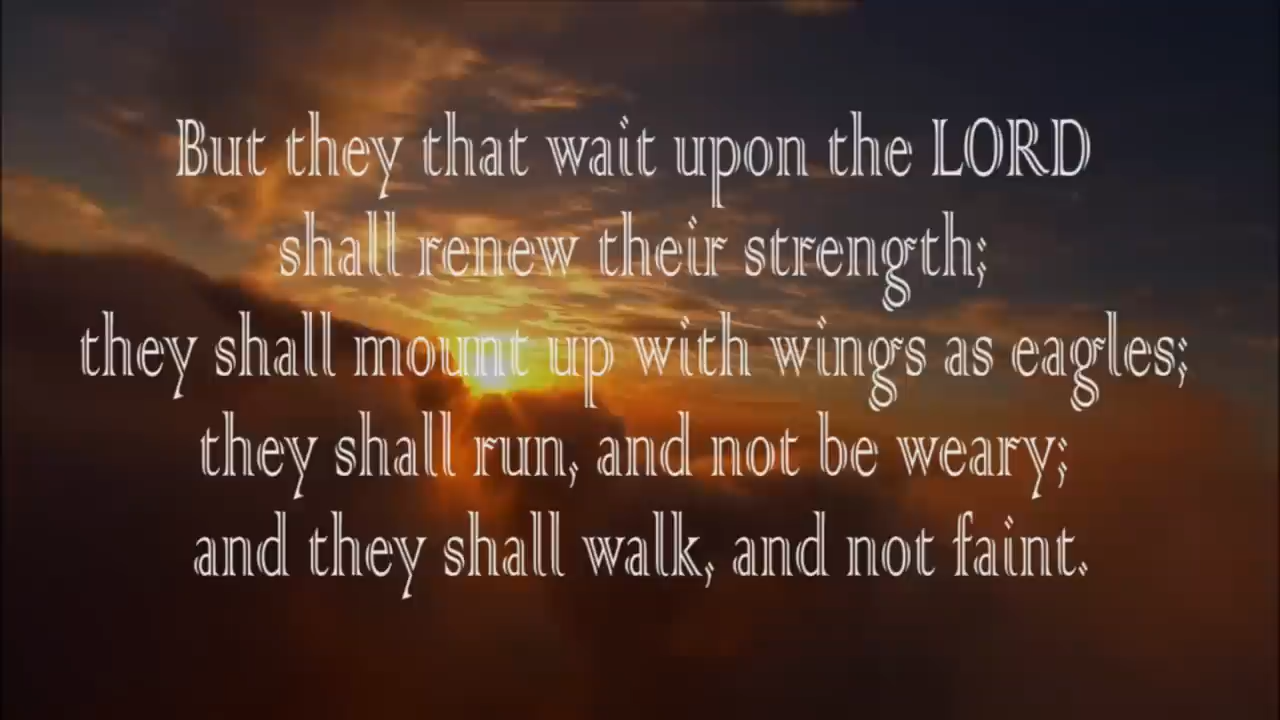 But they that wait upon the LORD
shall renew their strength;
they shall mount up with wings as eagles;
they shall run, and not be weary;
and they shall walk, and not faint.